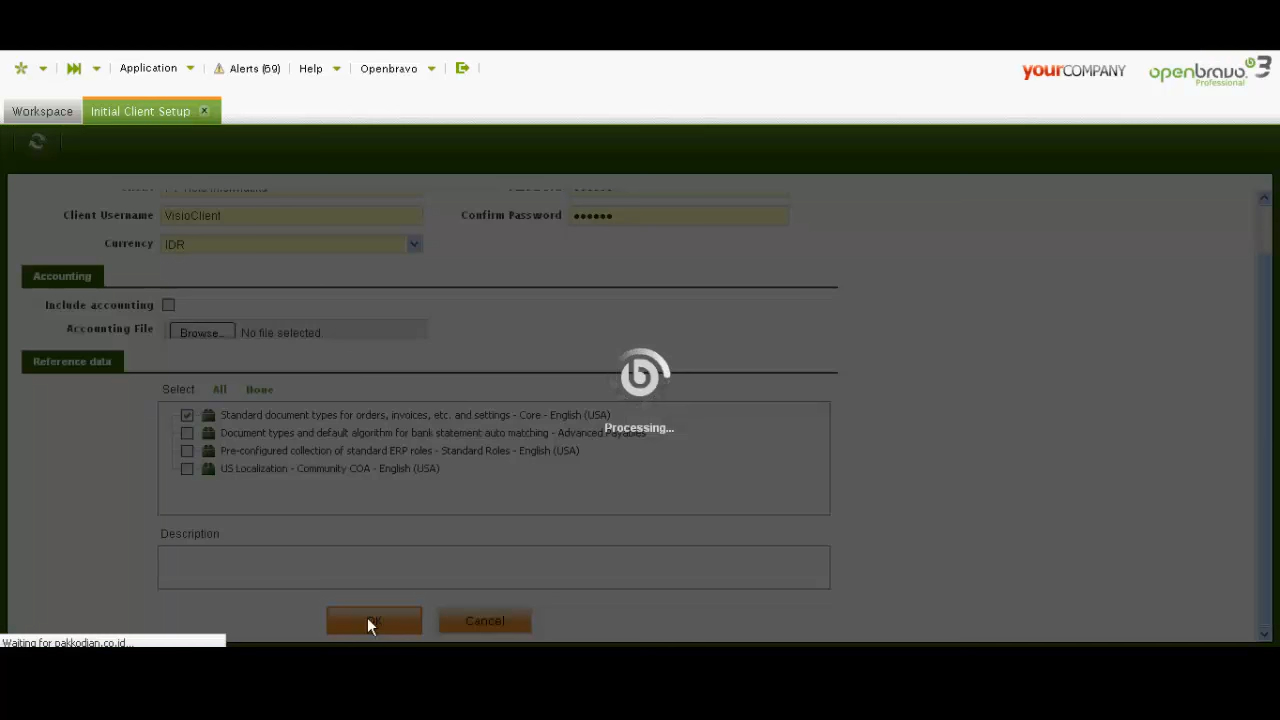 Application Alerts (69) Help Openbravo
yourCOMPANY openbravo 3
Professional
Workspace Initial Client Setup x
Client Username VisioClient Confirm Password ●●●●●●
Currency IDR
Accounting
Include accounting
Accounting File Browse... No file selected.
Reference data
Select All None
Standard document types for orders, invoices, etc. and settings - Core - English (USA)
Document types and default algorithm for bank statement auto matching - Advanced Payables
Processing...
Pre-configured collection of standard ERP roles - Standard Roles - English (USA)
US Localization - Community COA - English (USA)
Description
OK Cancel
Waiting for pakkodian.co.id...